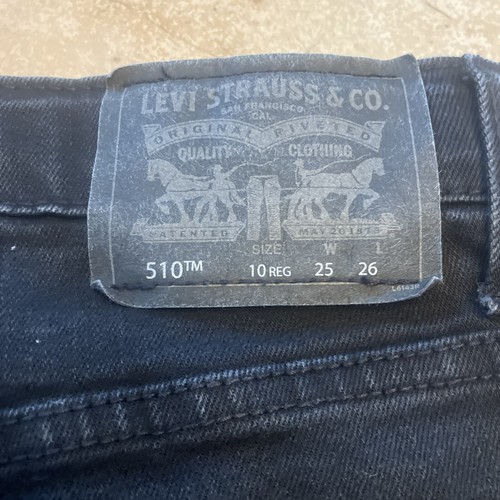 LEVI STRAUSS & CO.
SAN FRANCISCO
CAL
ORIGINAL RIVETED
QUALITY CLOTHING
PATENTED MAY 20 1873
SIZE W L
510™ 10 REG 25 26